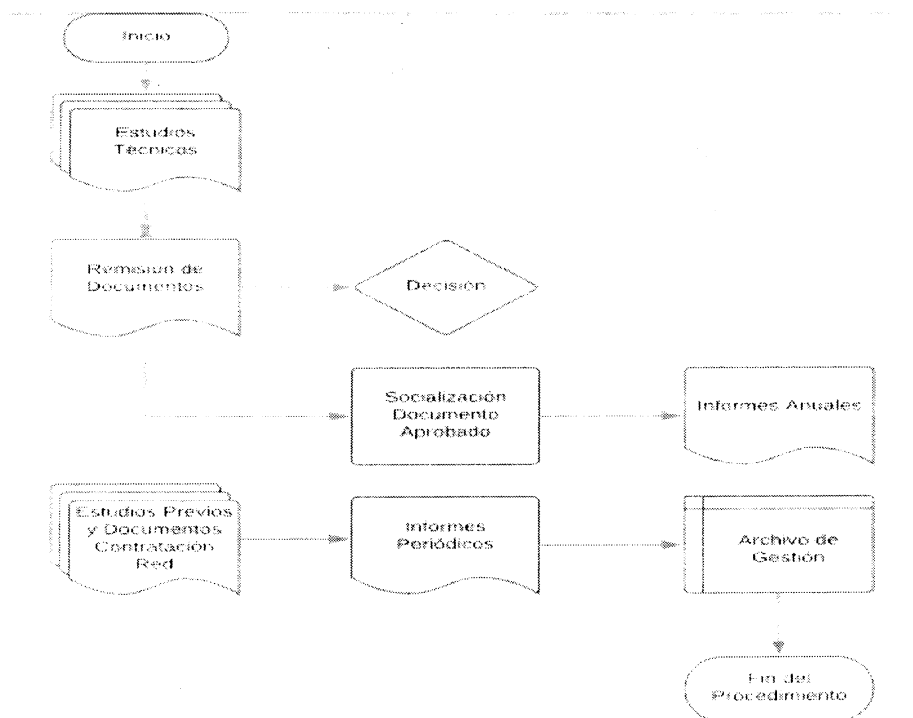 Inicio
Estudios
Técnicos
Remisión de
Documentos
Decisión
Socialización
Documento
Aprobado
Informes Anuales
Estudios Previos
y Documentos
Contratación
Red
Informes
Periódicos
Archivo de
Gestión
Fin del
Procedimiento